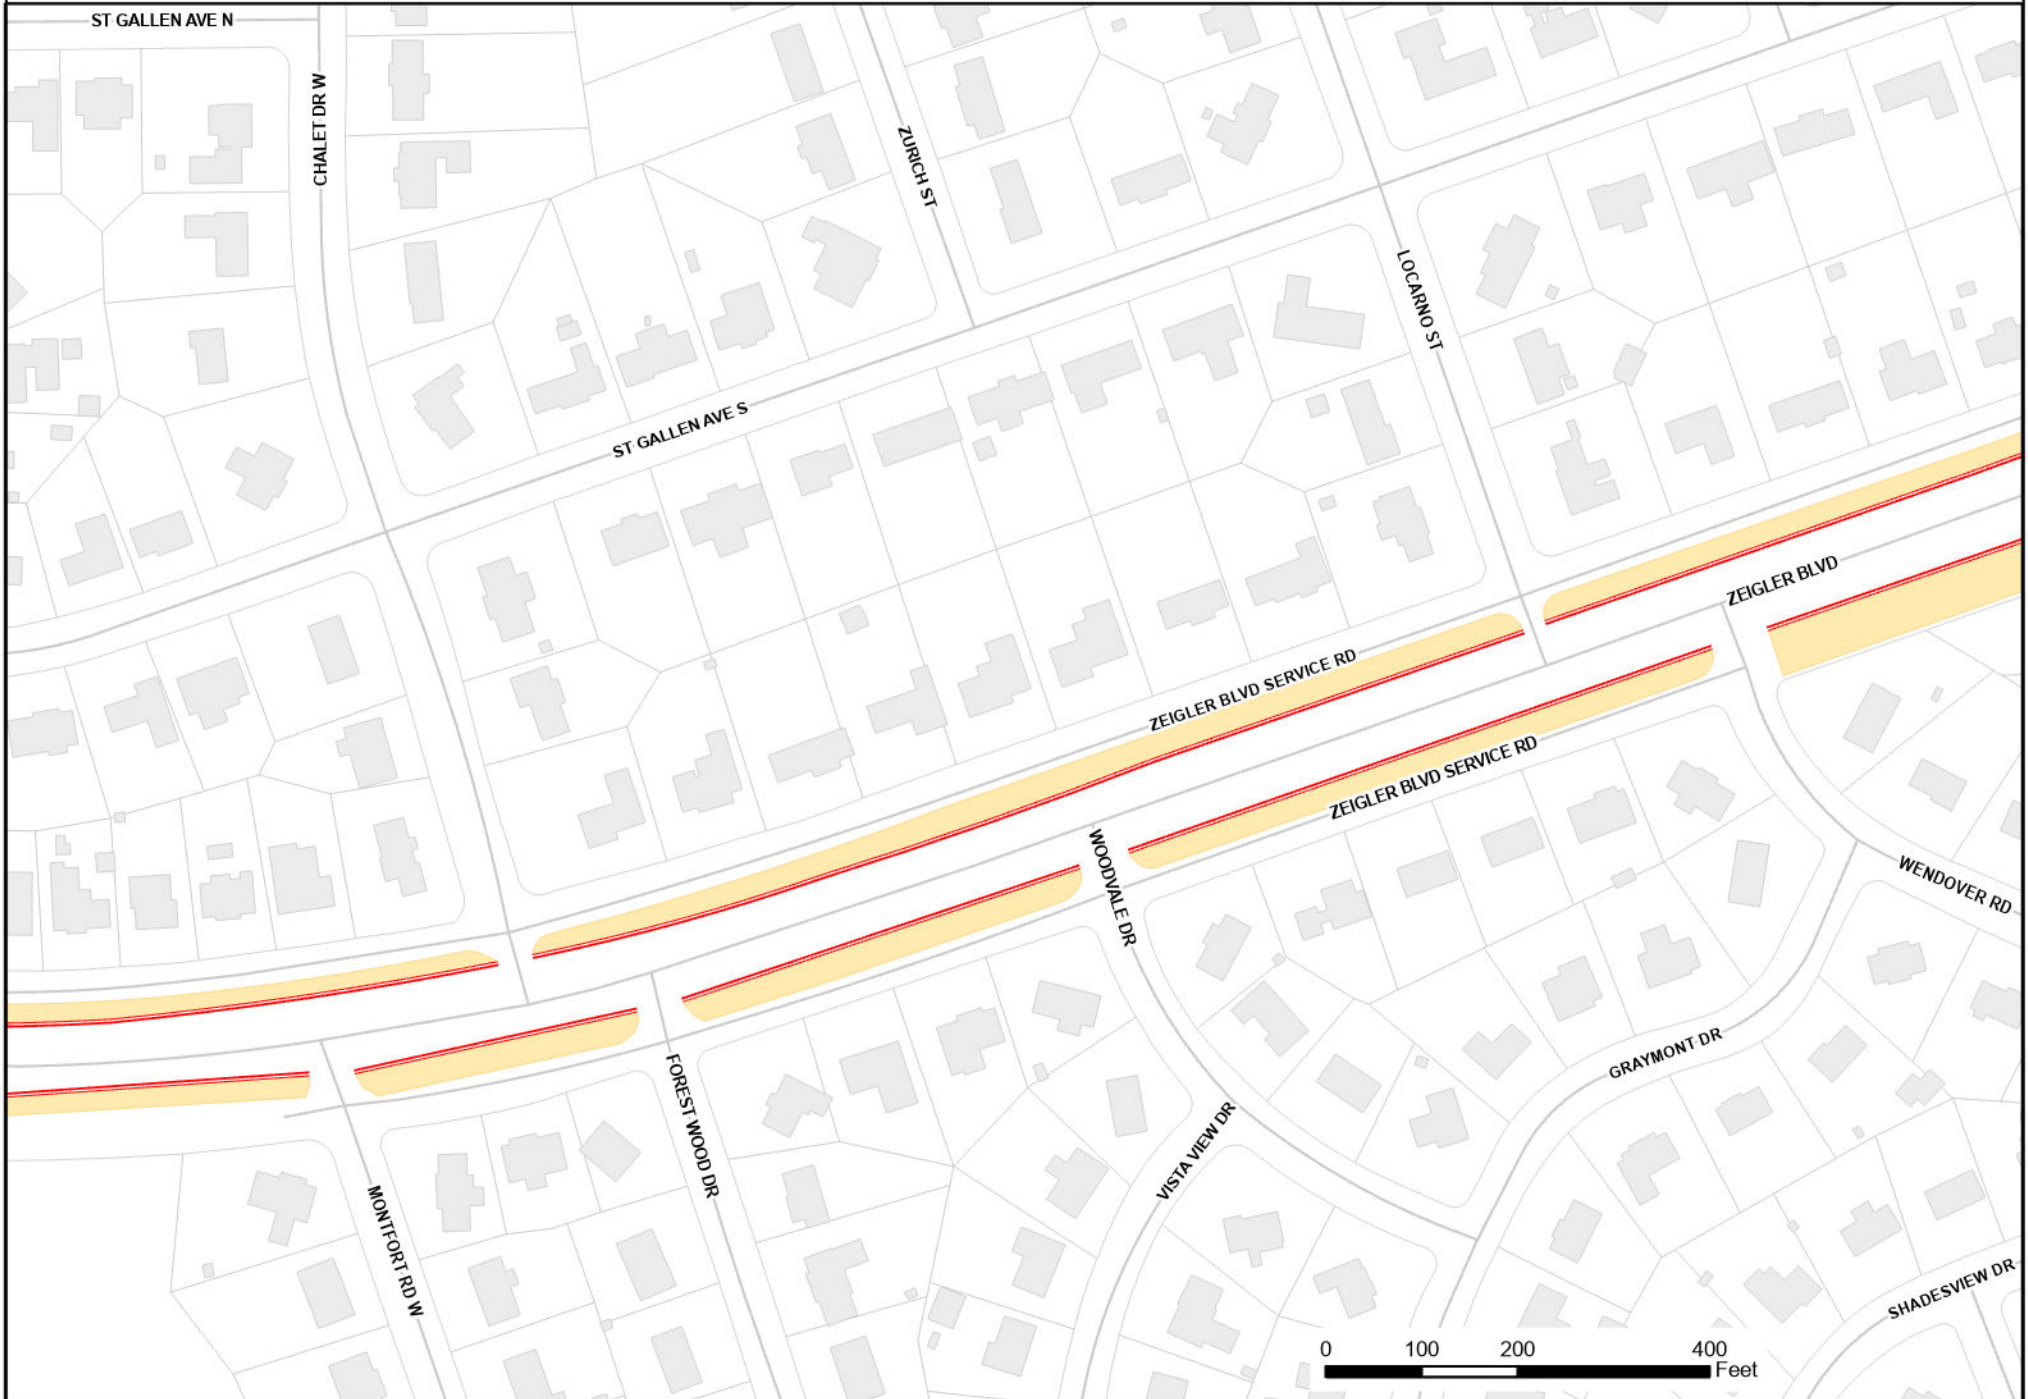 ST GALLEN AVE N
CHALET DR W
ZURICH ST
LOCARNO ST
ST GALLEN AVE S
ZEIGLER BLVD
ZEIGLER BLVD SERVICE RD
ZEIGLER BLVD SERVICE RD
WOODVALE DR
WENDOVER RD
GRAYMONT DR
FOREST WOOD DR
VISTA VIEW DR
MONTFORT RD W
SHADESVIEW DR
0 100 200 400
Feet